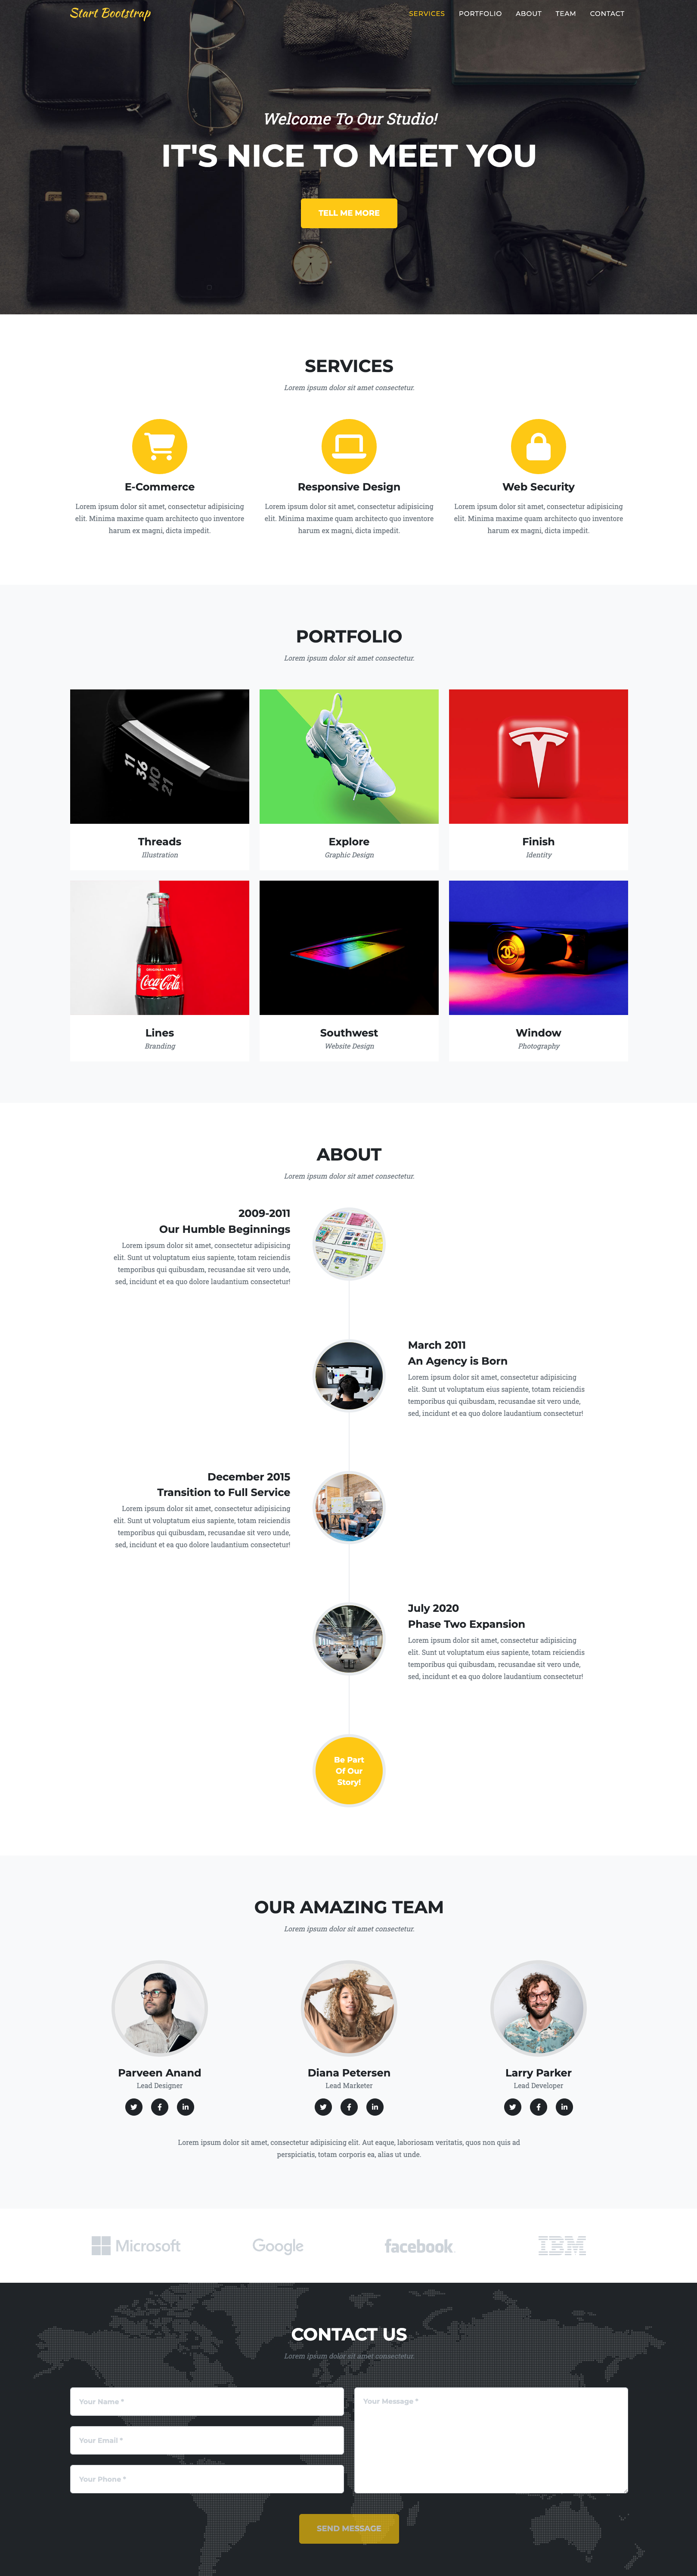 Start Bootstrap
SERVICES PORTFOLIO ABOUT TEAM CONTACT
Welcome To Our Studio!
IT'S NICE TO MEET YOU
TELL ME MORE
SERVICES
Lorem ipsum dolor sit amet consectetur.
E-Commerce
Lorem ipsum dolor sit amet, consectetur adipisicing
elit. Minima maxime quam architecto quo inventore
harum ex magni, dicta impedit.
Responsive Design
Lorem ipsum dolor sit amet, consectetur adipisicing
elit. Minima maxime quam architecto quo inventore
harum ex magni, dicta impedit.
Web Security
Lorem ipsum dolor sit amet, consectetur adipisicing
elit. Minima maxime quam architecto quo inventore
harum ex magni, dicta impedit.
PORTFOLIO
Lorem ipsum dolor sit amet consectetur.
11
36
MO
21
Threads
Illustration
Explore
Graphic Design
Finish
Identity
ORIGINAL TASTE
Coca-Cola
Lines
Branding
Southwest
Website Design
Window
Photography
ABOUT
Lorem ipsum dolor sit amet consectetur.
2009-2011
Our Humble Beginnings
Lorem ipsum dolor sit amet, consectetur adipisicing
elit. Sunt ut voluptatum eius sapiente, totam reiciendis
temporibus qui quibusdam, recusandae sit vero unde,
sed, incidunt et ea quo dolore laudantium consectetur!
March 2011
An Agency is Born
Lorem ipsum dolor sit amet, consectetur adipisicing
elit. Sunt ut voluptatum eius sapiente, totam reiciendis
temporibus qui quibusdam, recusandae sit vero unde,
sed, incidunt et ea quo dolore laudantium consectetur!
December 2015
Transition to Full Service
Lorem ipsum dolor sit amet, consectetur adipisicing
elit. Sunt ut voluptatum eius sapiente, totam reiciendis
temporibus qui quibusdam, recusandae sit vero unde,
sed, incidunt et ea quo dolore laudantium consectetur!
July 2020
Phase Two Expansion
Lorem ipsum dolor sit amet, consectetur adipisicing
elit. Sunt ut voluptatum eius sapiente, totam reiciendis
temporibus qui quibusdam, recusandae sit vero unde,
sed, incidunt et ea quo dolore laudantium consectetur!
Be Part
Of Our
Story!
OUR AMAZING TEAM
Lorem ipsum dolor sit amet consectetur.
Parveen Anand
Lead Designer
Diana Petersen
Lead Marketer
Larry Parker
Lead Developer
Lorem ipsum dolor sit amet, consectetur adipisicing elit. Aut eaque, laboriosam veritatis, quos non quis ad
perspiciatis, totam corporis ea, alias ut unde.
Microsoft Google facebook IBM
CONTACT US
Lorem ipsum dolor sit amet consectetur.
Your Name *
Your Email *
Your Phone *
Your Message *
SEND MESSAGE